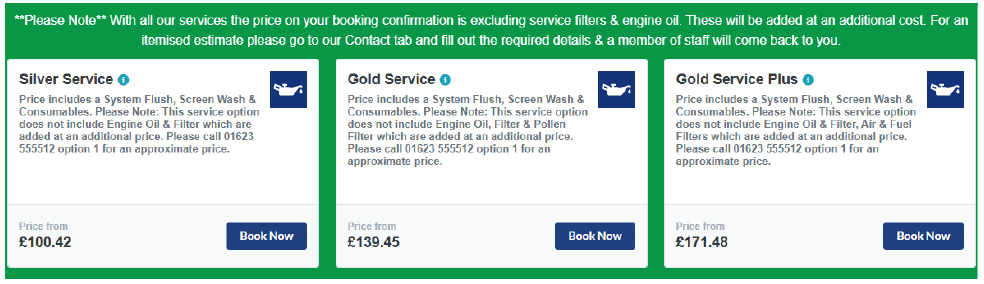 **Please Note** With all our services the price on your booking confirmation is excluding service filters & engine oil. These will be added at an additional cost. For an
itemised estimate please go to our Contact tab and fill out the required details & a member of staff will come back to you.
Silver Service
Price includes a System Flush, Screen Wash &
Consumables. Please Note: This service option
does not include Engine Oil & Filter which are
added at an additional price. Please call 01623
555512 option 1 for an approximate price.
Price from
£100.42
Book Now
Gold Service
Price includes a System Flush, Screen Wash &
Consumables. Please Note: This service option
does not include Engine Oil, Filter & Pollen
Filter which are added at an additional price.
Please call 01623 555512 option 1 for an
approximate price.
Price from
£139.45
Book Now
Gold Service Plus
Price includes a System Flush, Screen Wash &
Consumables. Please Note: This service option
does not include Engine Oil & Filter, Air & Fuel
Filters which are added at an additional price.
Please call 01623 555512 option 1 for an
approximate price.
Price from
£171.48
Book Now